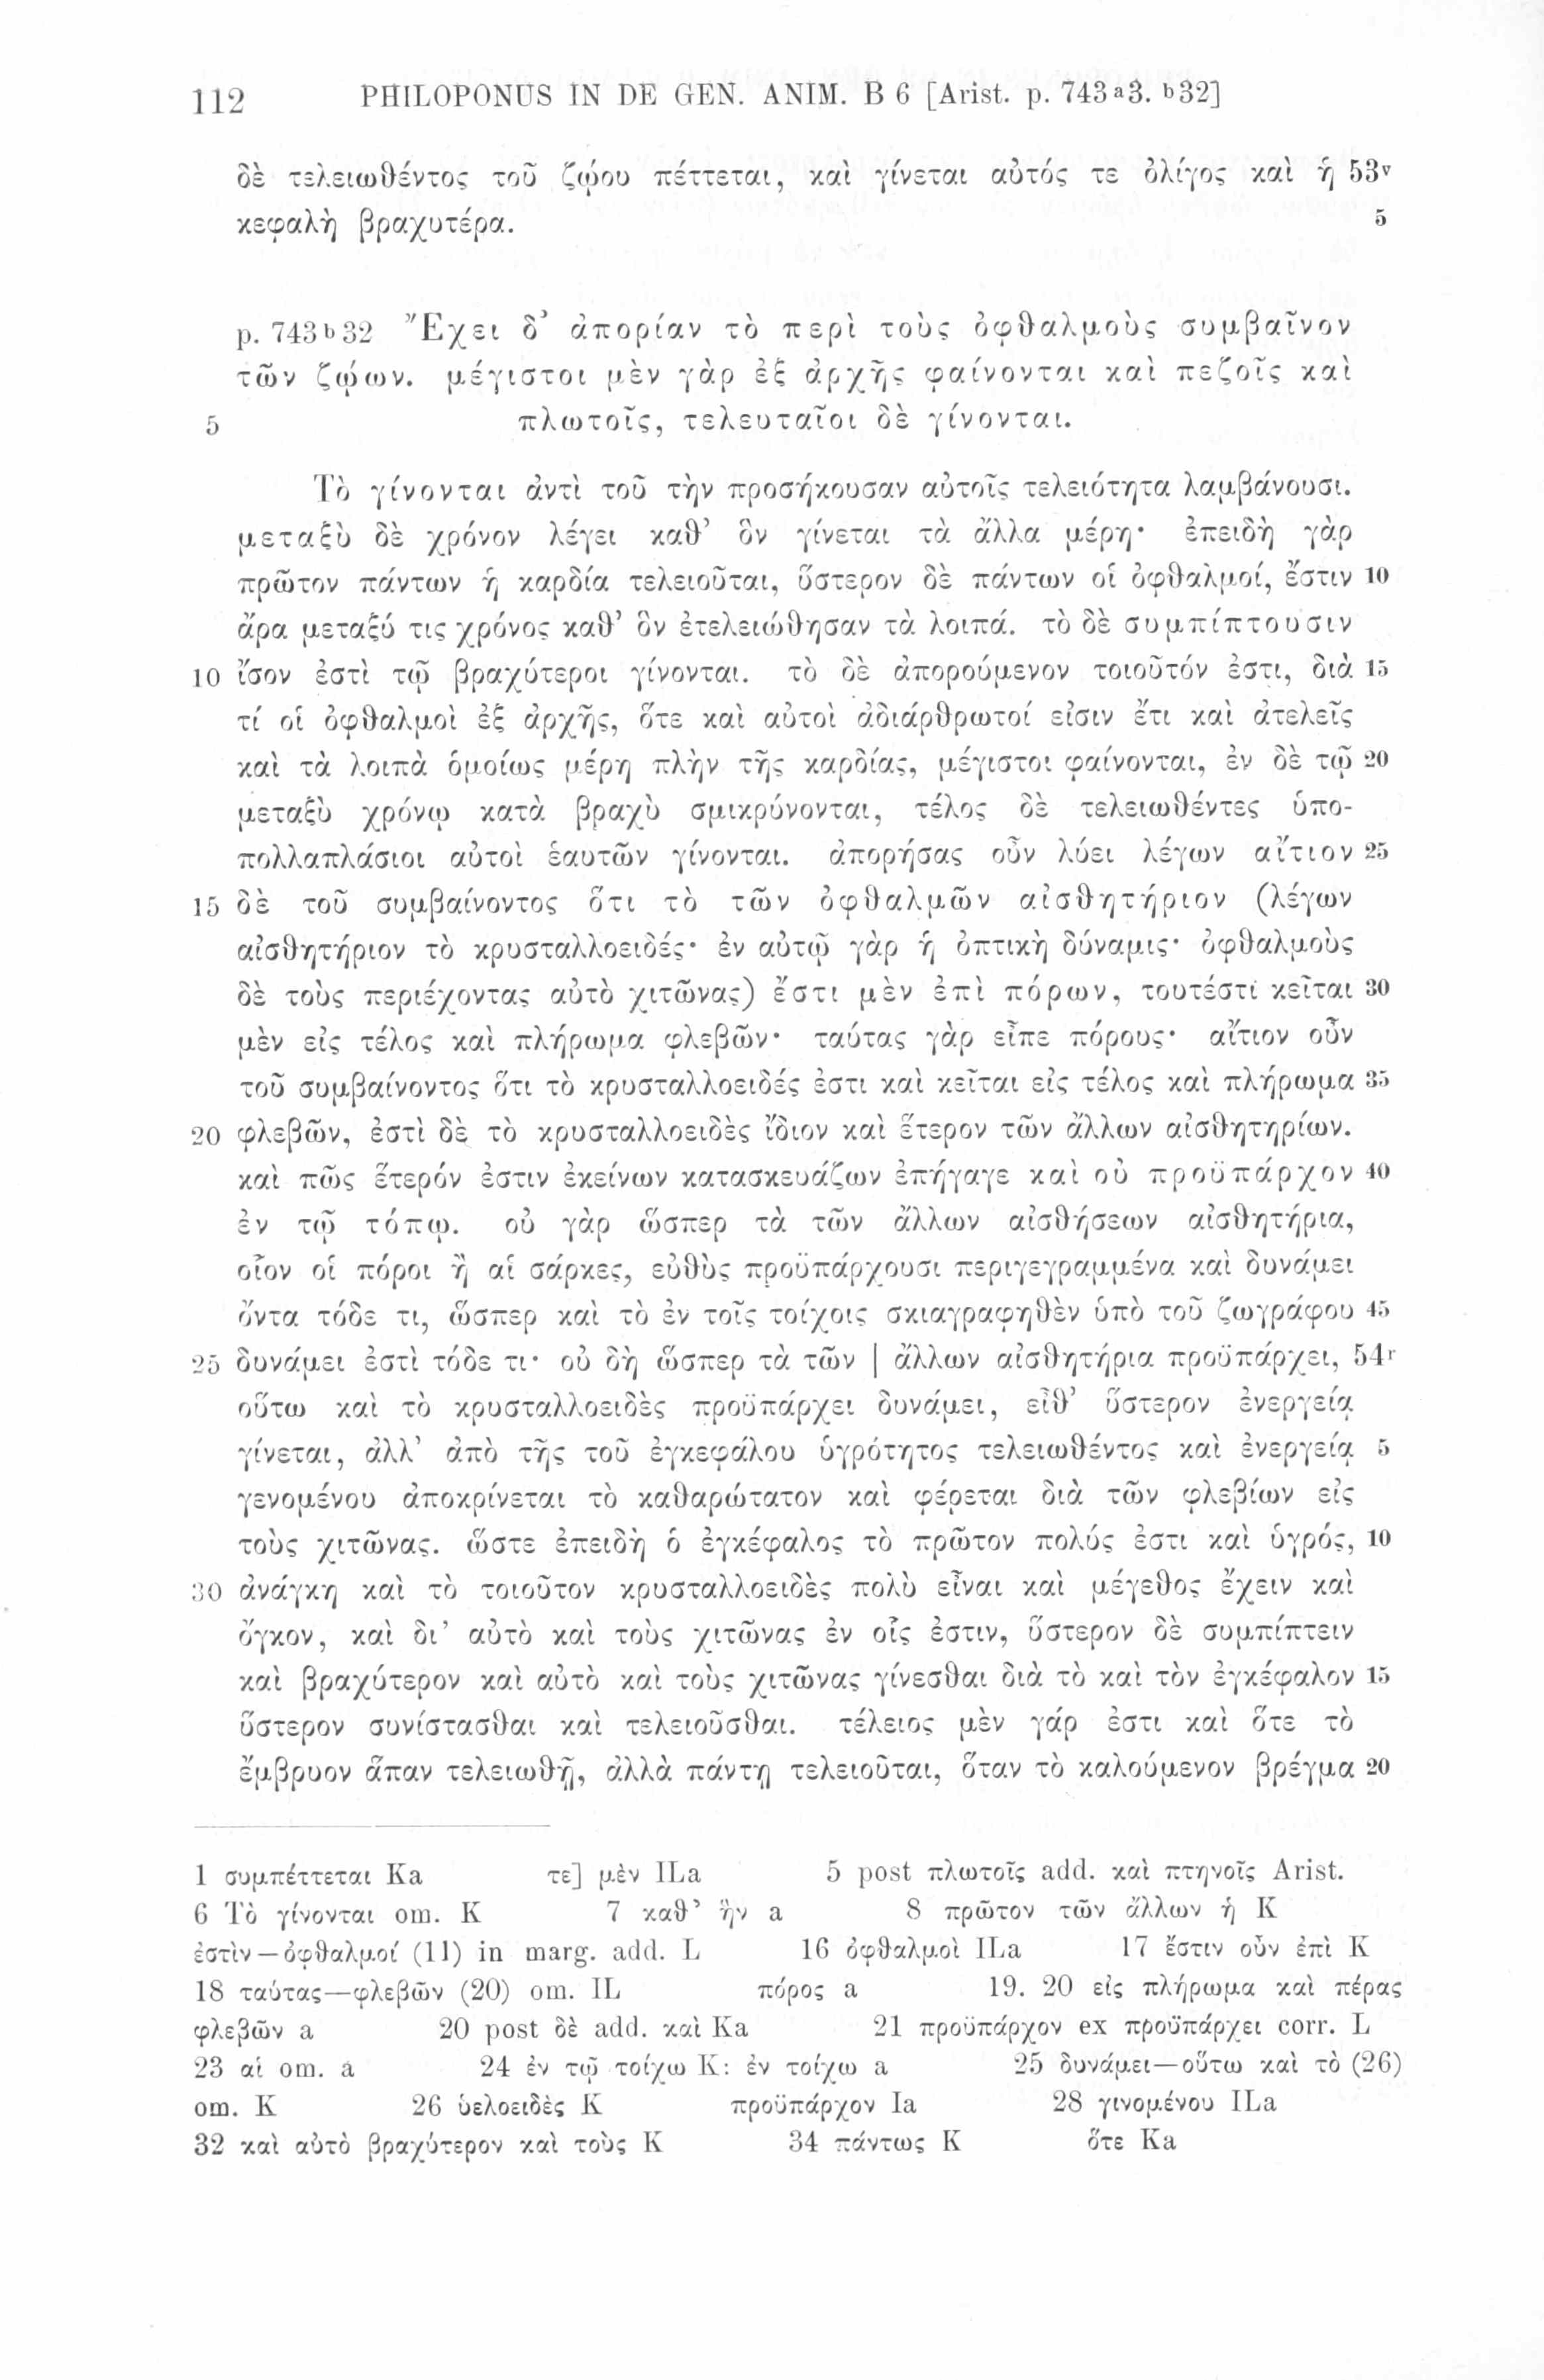 112 PHILOPONUS IN DE GEN. ANIM. B 6 [Arist. p. 743 a 3. b 32]
δὲ τελειωθέντος τοῦ ζῴου πέττεται, καὶ γίνεται αὐτός τε ὀλίγος καὶ ἡ 53v
κεφαλὴ βραχυτέρα. 5
p. 743 b 32 Ἔχει δ’ ἀπορίαν τὸ περὶ τοὺς ὀφθαλμοὺς συμβαῖνον
τῶν ζῴων. μέγιστοι μὲν γὰρ ἐξ ἀρχῆς φαίνονται καὶ πεζοῖς καὶ
5 πλωτοῖς, τελευταῖοι δὲ γίνονται.
Τὸ γίνονται ἀντὶ τοῦ τὴν προσήκουσαν αὐτοῖς τελειότητα λαμβάνουσι.
μεταξὺ δὲ χρόνον λέγει καθ’ ὃν γίνεται τὰ ἄλλα μέρη· ἐπειδὴ γὰρ
πρῶτον πάντων ἡ καρδία τελειοῦται, ὕστερον δὲ πάντων οἱ ὀφθαλμοί, ἔστιν 10
ἄρα μεταξύ τις χρόνος καθ’ ὃν ἐτελειώθησαν τὰ λοιπά. τὸ δὲ συμπίπτουσιν
10 ἴσον ἐστὶ τῷ βραχύτεροι γίνονται. τὸ δὲ ἀπορούμενον τοιοῦτόν ἐστι, διὰ 15
τί οἱ ὀφθαλμοὶ ἐξ ἀρχῆς, ὅτε καὶ αὐτοὶ ἀδιάρθρωτοί εἰσιν ἔτι καὶ ἀτελεῖς
καὶ τὰ λοιπὰ ὁμοίως μέρη πλὴν τῆς καρδίας, μέγιστοι φαίνονται, ἐν δὲ τῷ 20
μεταξὺ χρόνῳ κατὰ βραχὺ σμικρύνονται, τέλος δὲ τελειωθέντες ὑπο-
πολλαπλάσιοι αὐτοὶ ἑαυτῶν γίνονται. ἀπορήσας οὖν λύει λέγων αἴτιον 25
15 δὲ τοῦ συμβαίνοντος ὅτι τὸ τῶν ὀφθαλμῶν αἰσθητήριον (λέγων
αἰσθητήριον τὸ κρυσταλλοειδές· ἐν αὐτῷ γὰρ ἡ ὀπτικὴ δύναμις· ὀφθαλμοὺς
δὲ τοὺς περιέχοντας αὐτὸ χιτῶνας) ἔστι μὲν ἐπὶ πόρων, τουτέστι κεῖται 30
μὲν εἰς τέλος καὶ πλήρωμα φλεβῶν· ταύτας γὰρ εἶπε πόρους· αἴτιον οὖν
τοῦ συμβαίνοντος ὅτι τὸ κρυσταλλοειδές ἐστι καὶ κεῖται εἰς τέλος καὶ πλήρωμα 35
20 φλεβῶν, ἐστὶ δὲ τὸ κρυσταλλοειδὲς ἴδιον καὶ ἕτερον τῶν ἄλλων αἰσθητηρίων.
καὶ πῶς ἕτερόν ἐστιν ἐκείνων κατασκευάζων ἐπήγαγε καὶ οὐ προϋπάρχον 40
ἐν τῷ τόπῳ. οὐ γὰρ ὥσπερ τὰ τῶν ἄλλων αἰσθήσεων αἰσθητήρια,
οἷον οἱ πόροι ἢ αἱ σάρκες, εὐθὺς προϋπάρχουσι περιγεγραμμένα καὶ δυνάμει
ὄντα τόδε τι, ὥσπερ καὶ τὸ ἐν τοῖς τοίχοις σκιαγραφηθὲν ὑπὸ τοῦ ζωγράφου 45
25 δυνάμει ἐστὶ τόδε τι· οὐ δὴ ὥσπερ τὰ τῶν | ἄλλων αἰσθητήρια προϋπάρχει, 54r
οὕτω καὶ τὸ κρυσταλλοειδὲς προϋπάρχει δυνάμει, εἶθ’ ὕστερον ἐνεργείᾳ
γίνεται, ἀλλ’ ἀπὸ τῆς τοῦ ἐγκεφάλου ὑγρότητος τελειωθέντος καὶ ἐνεργείᾳ 5
γενομένου ἀποκρίνεται τὸ καθαρώτατον καὶ φέρεται διὰ τῶν φλεβίων εἰς
τοὺς χιτῶνας. ὥστε ἐπειδὴ ὁ ἐγκέφαλος τὸ πρῶτον πολύς ἐστι καὶ ὑγρός, 10
30 ἀνάγκη καὶ τὸ τοιοῦτον κρυσταλλοειδὲς πολὺ εἶναι καὶ μέγεθος ἔχειν καὶ
ὄγκον, καὶ δι’ αὐτὸ καὶ τοὺς χιτῶνας ἐν οἷς ἐστιν, ὕστερον δὲ συμπίπτειν
καὶ βραχύτερον καὶ αὐτὸ καὶ τοὺς χιτῶνας γίνεσθαι διὰ τὸ καὶ τὸν ἐγκέφαλον 15
ὕστερον συνίστασθαι καὶ τελειοῦσθαι. τέλειος μὲν γάρ ἐστι καὶ ὅτε τὸ
ἔμβρυον ἅπαν τελειωθῇ, ἀλλὰ πάντῃ τελειοῦται, ὅταν τὸ καλούμενον βρέγμα 20
1 συμπέττεται Ka τε] μὲν ILa 5 post πλωτοῖς add. καὶ πτηνοῖς Arist.
6 Τὸ γίνονται om. K 7 καθ’ ἣν a 8 πρῶτον τῶν ἄλλων ἡ K
ἐστὶν—ὀφθαλμοί (11) in marg. add. L 16 ὀφθαλμοὶ ILa 17 ἔστιν οὖν ἐπὶ K
18 ταύτας—φλεβῶν (20) om. IL πόρος a 19. 20 εἰς πλήρωμα καὶ πέρας
φλεβῶν a 20 post δὲ add. καὶ Ka 21 προϋπάρχον ex προϋπάρχει corr. L
23 αἱ om. a 24 ἐν τῷ τοίχω K: ἐν τοίχω a 25 δυνάμει—οὕτω καὶ τὸ (26)
om. K 26 ὑελοειδὲς K προϋπάρχον Ia 28 γινομένου ILa
32 καὶ αὐτὸ βραχύτερον καὶ τοὺς K 34 πάντως K ὅτε Ka